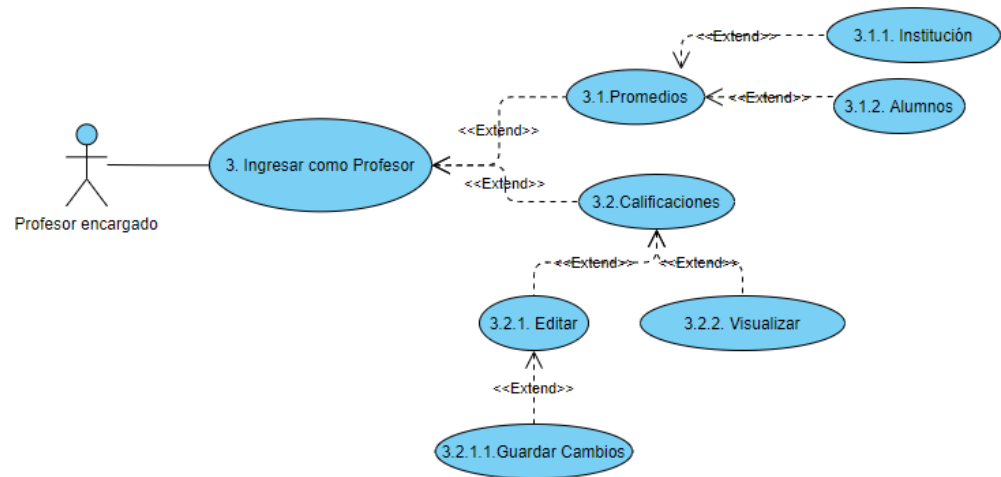 3.1.1. Institución
<<Extend>>
3.1.Promedios
<<Extend>>
3.1.2. Alumnos
<<Extend>>
3. Ingresar como Profesor
<<Extend>>
3.2.Calificaciones
Profesor encargado
<<Extend>>
<<Extend>>
3.2.1. Editar
3.2.2. Visualizar
<<Extend>>
3.2.1.1.Guardar Cambios